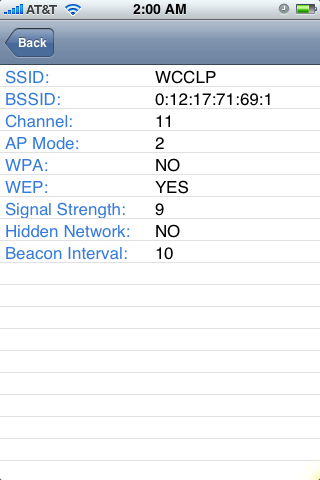 AT&T 2:00 AM
Back
SSID: WCCLP
BSSID: 0:12:17:71:69:1
Channel: 11
AP Mode: 2
WPA: NO
WEP: YES
Signal Strength: 9
Hidden Network: NO
Beacon Interval: 10